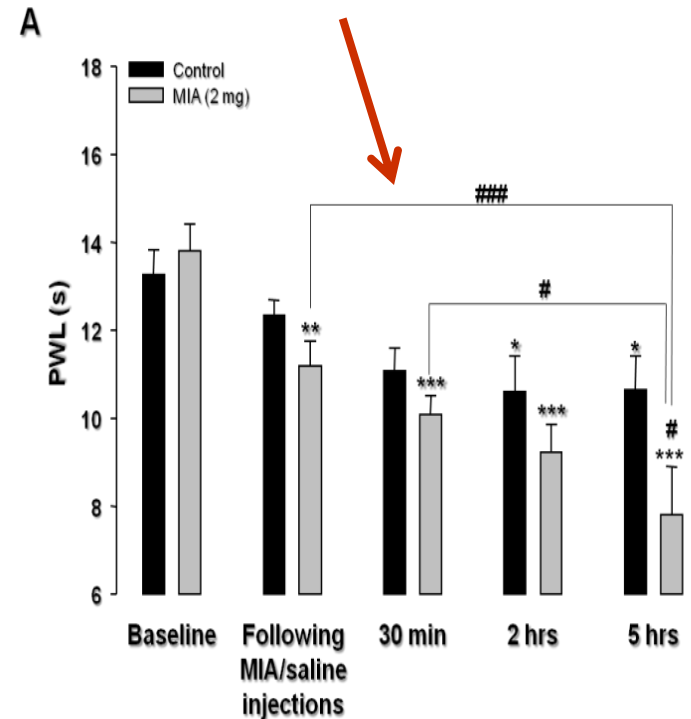 A
18
Control
MIA (2 mg)
16
###
14
#
PWL (s)
12
**
*
*
***
***
#
***
10
8
6
Baseline
Following
MIA/saline
injections
30 min
2 hrs
5 hrs